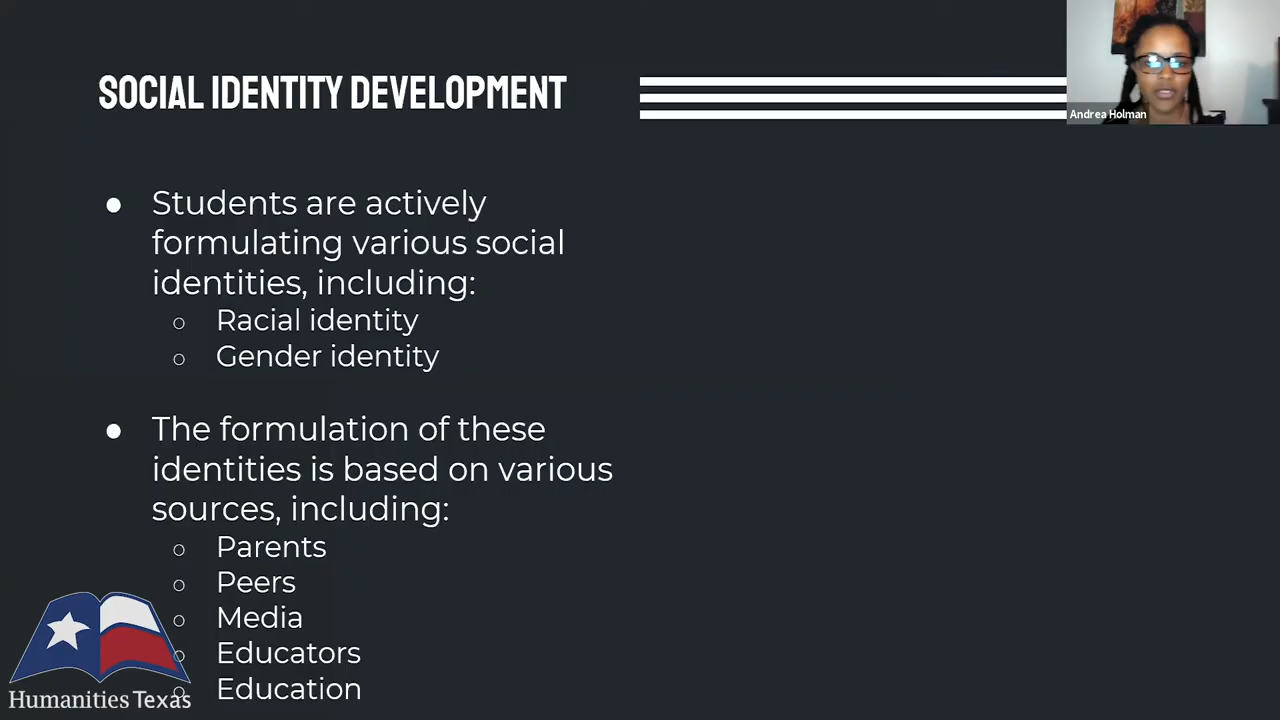 SOCIAL IDENTITY DEVELOPMENT
Andrea Holman
● Students are actively
formulating various social
identities, including:
○ Racial identity
○ Gender identity
● The formulation of these
identities is based on various
sources, including:
○ Parents
○ Peers
○ Media
○ Educators
○ Education
Humanities Texas